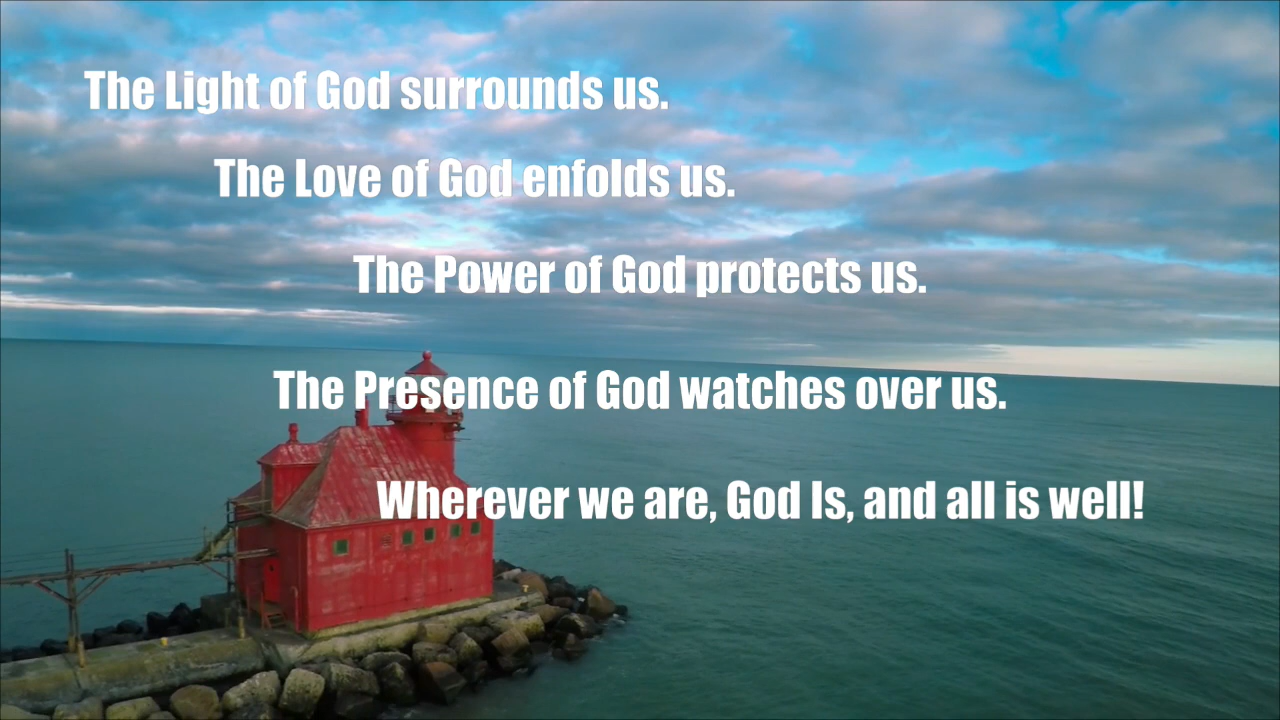 The Light of God surrounds us.
The Love of God enfolds us.
The Power of God protects us.
The Presence of God watches over us.
Wherever we are, God Is, and all is well!